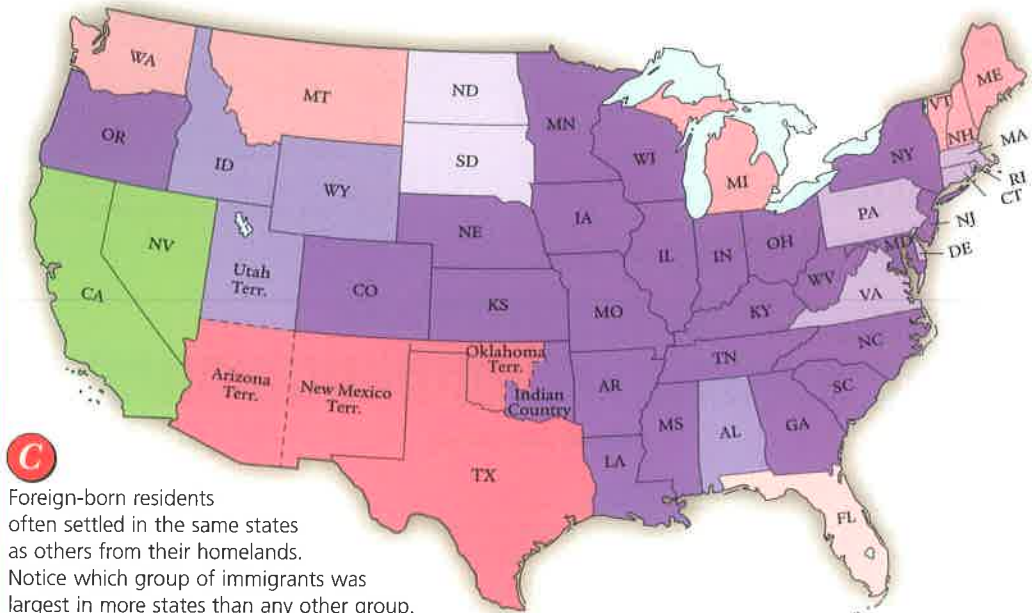 WA
MT
ND
MN
ME
VT
NH
MA
OR
ID
SD
WI
NY
RI
CT
WY
MI
PA
NJ
NE
IA
IL
IN
OH
MD
DE
NV
Utah
Terr.
CO
WV
VA
CA
KS
MO
KY
Arizona
Terr.
New Mexico
Terr.
Oklahoma
Terr.
TN
NC
Indian
Country
AR
SC
MS
AL
GA
LA
TX
FL
C
Foreign-born residents
often settled in the same states
as others from their homelands.
Notice which group of immigrants was
largest in more states than any other group.